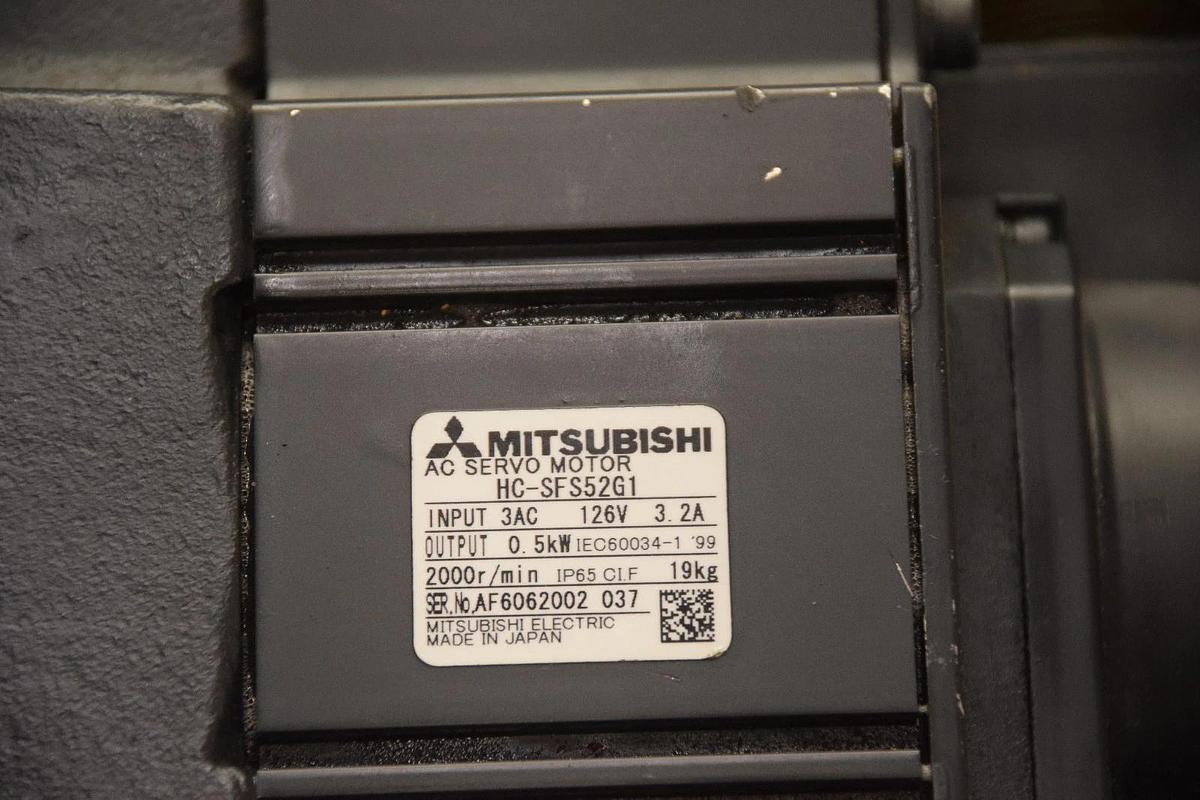 MITSUBISHI
AC SERVO MOTOR
HC-SFS52G1
INPUT 3AC 126V 3.2A
OUTPUT 0.5kW IEC60034-1 '99
2000r/min IP65 CI.F 19kg
SER.No.AF6062002 037
MITSUBISHI ELECTRIC
MADE IN JAPAN